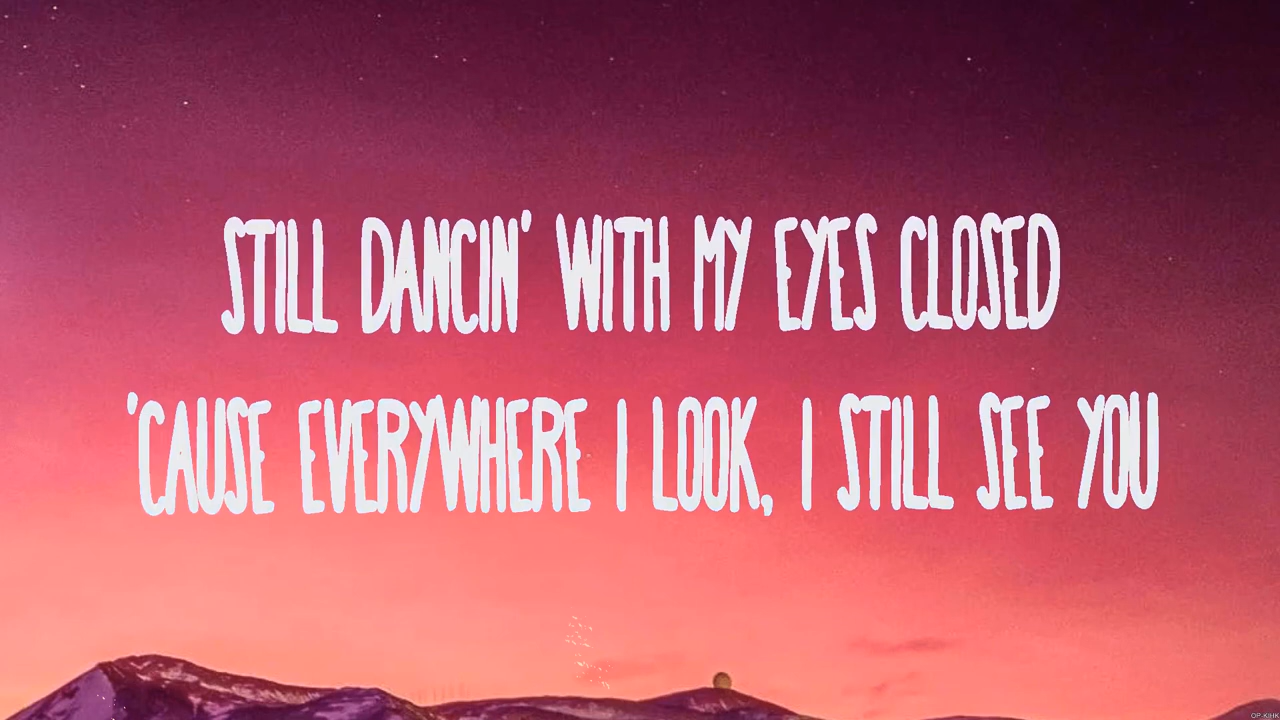 STILL DANCIN' WITH MY EYES CLOSED
'CAUSE EVERYWHERE I LOOK, I STILL SEE YOU